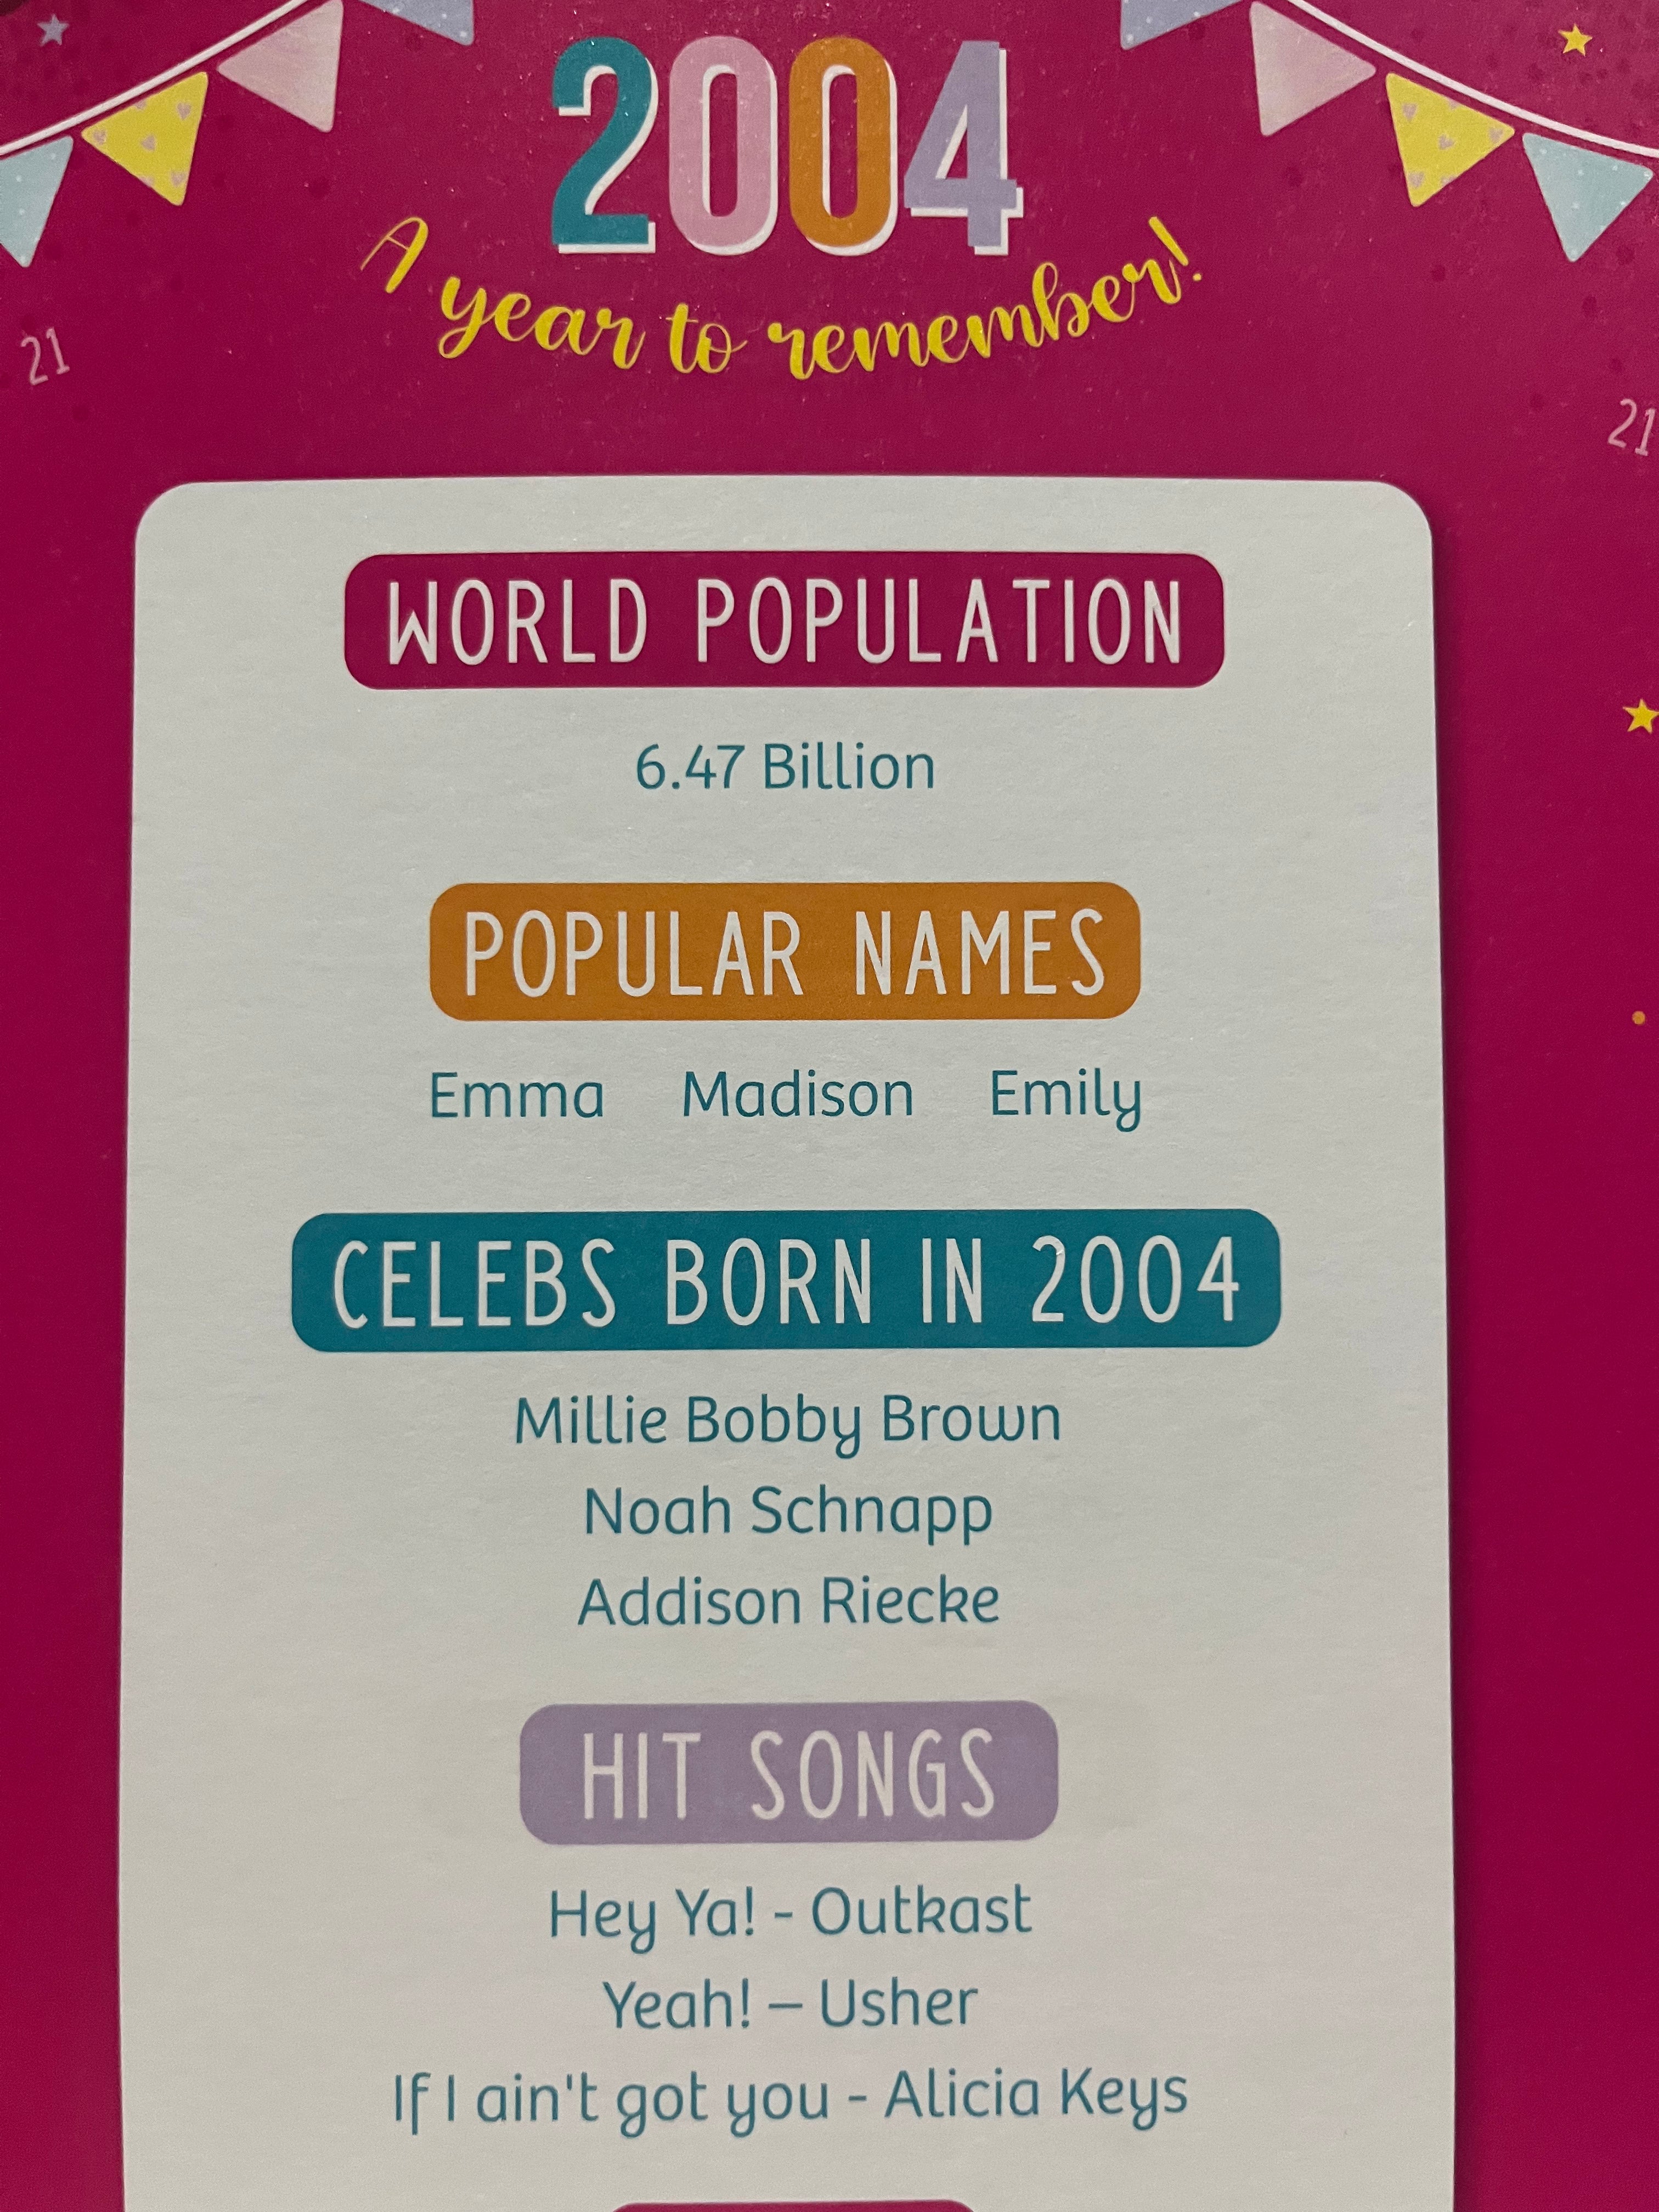 2004
A year to remember!
21
21
WORLD POPULATION
6.47 Billion
POPULAR NAMES
Emma Madison Emily
CELEBS BORN IN 2004
Millie Bobby Brown
Noah Schnapp
Addison Riecke
HIT SONGS
Hey Ya! - Outkast
Yeah! – Usher
If I ain't got you - Alicia Keys